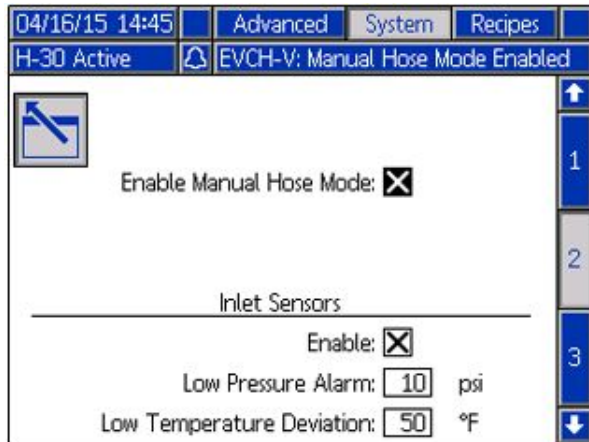 04/16/15 14:45 Advanced System Recipes
H-30 Active EVCH-V: Manual Hose Mode Enabled
1
Enable Manual Hose Mode:
2
Inlet Sensors
Enable:
3
Low Pressure Alarm: 10 psi
Low Temperature Deviation: 50 °F